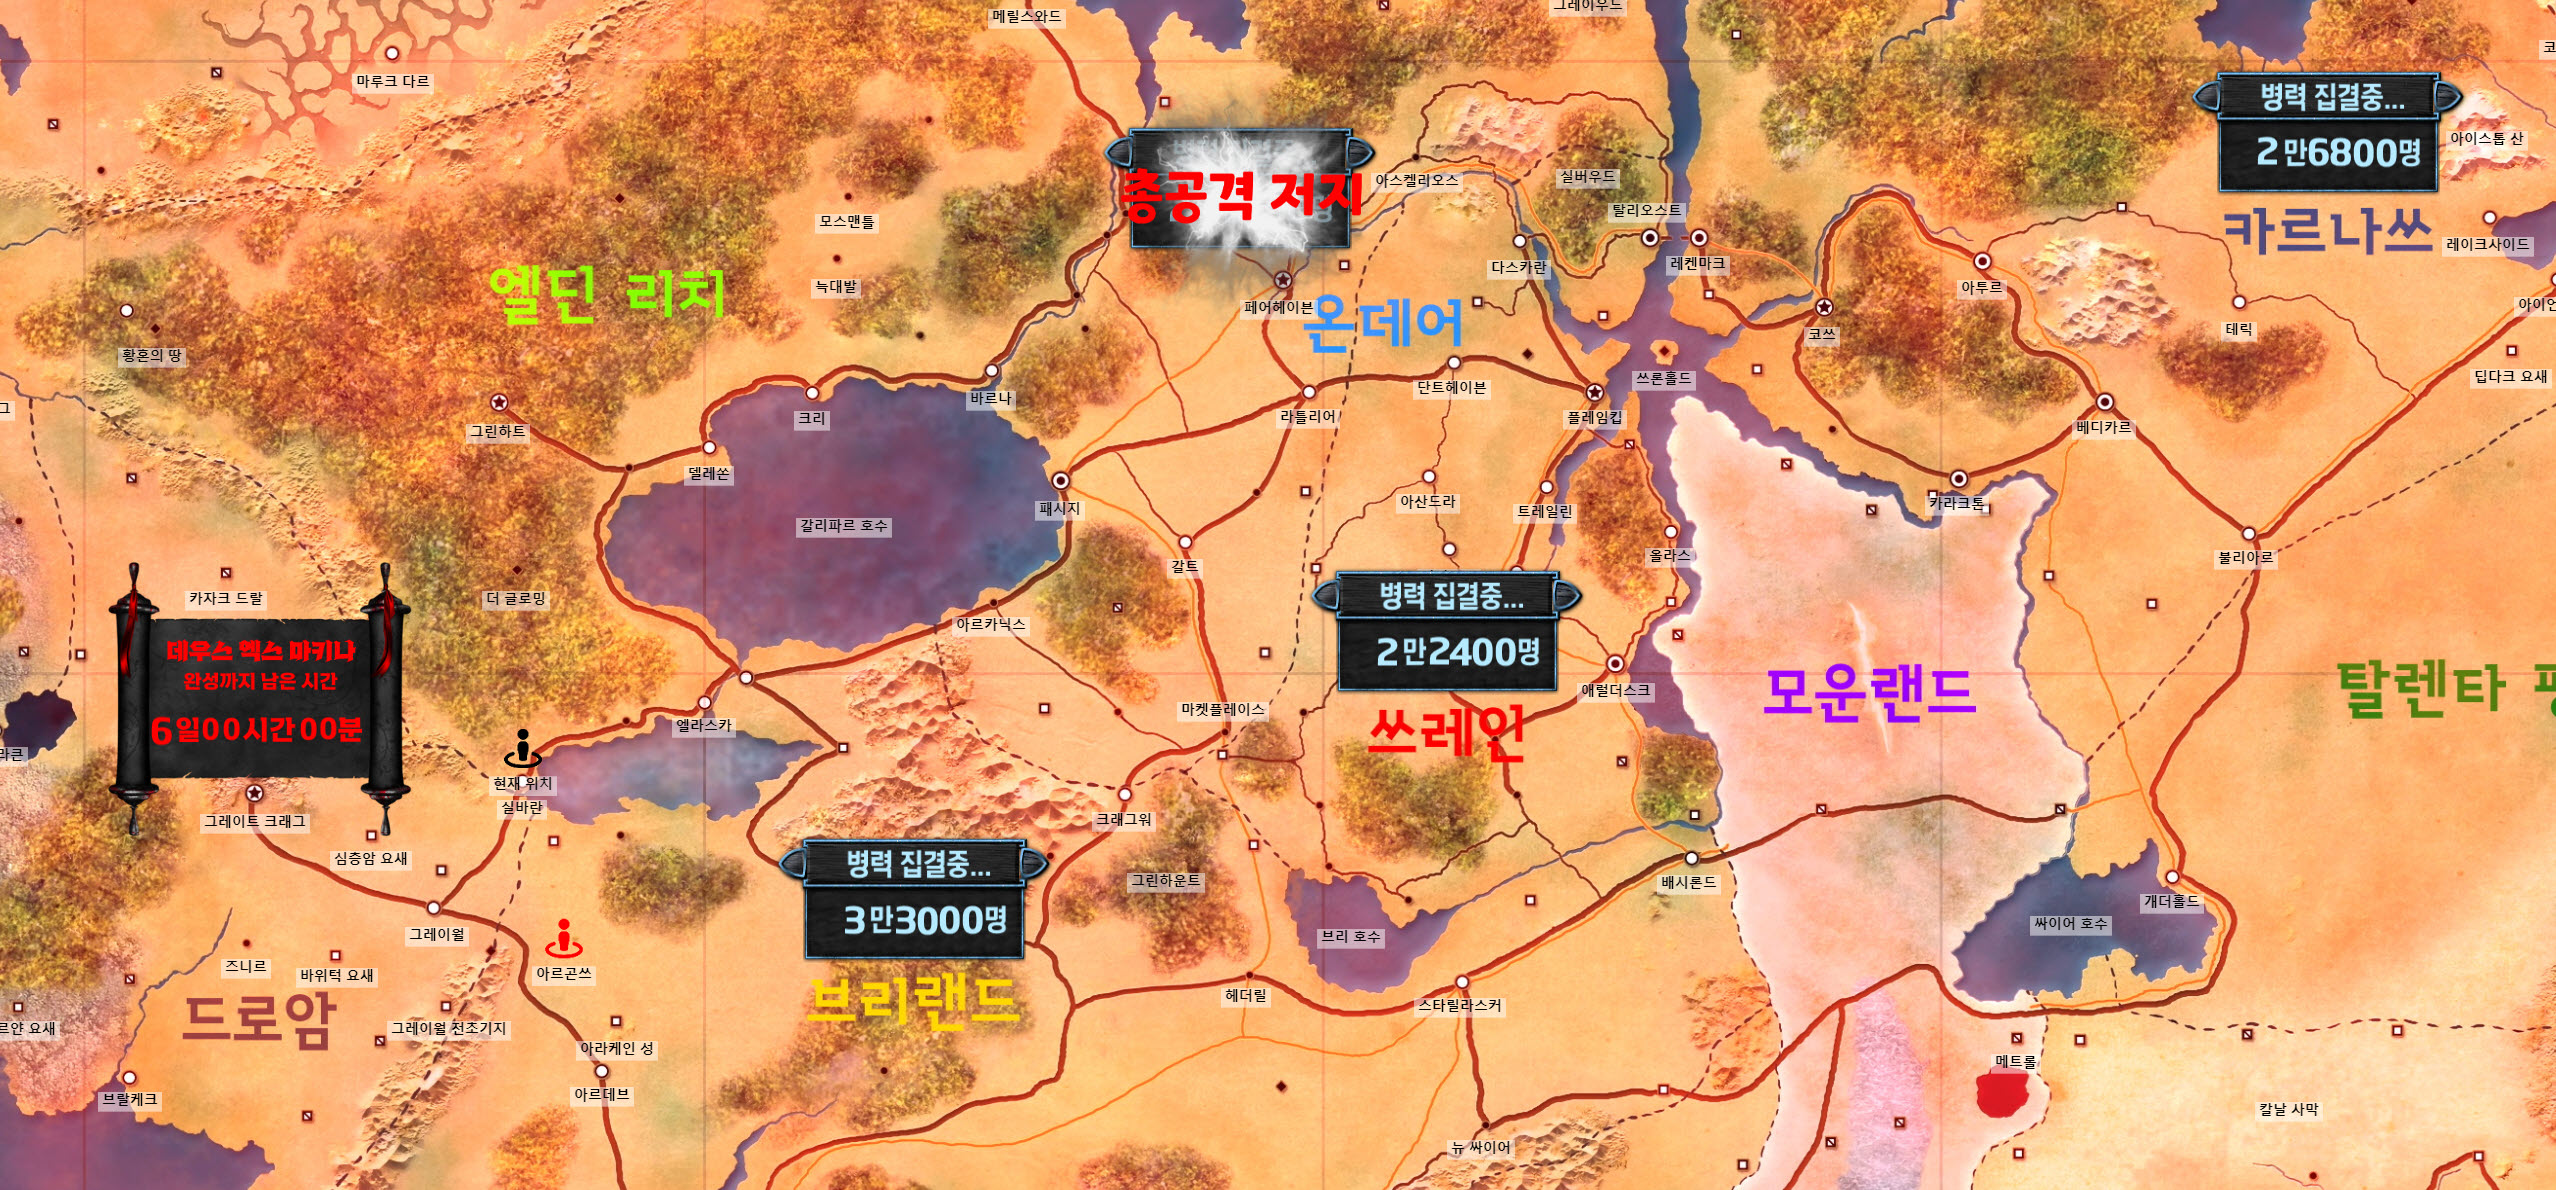 메릴스와드
그레이우드
마루크 다르
병력 집결중...
2만6800명
아이스톱 산
총공격 저지
아스켈리오스
실버우드
탈리오스트
모스맨틀
카르나쓰
레이크사이드
다스카란
레켄마크
엘딘 리치
늑대발
페어헤이븐
온데어
아투르
테릭
코쓰
황혼의 땅
쓰론홀드
딥다크 요새
단트헤이븐
크리
바르나
라틀리어
플레임킵
그린하트
베디카르
델레쏜
패시지
아산드라
트레일린
카라크톤
갈리파르 호수
올라스
불리아르
갈트
카자크 드랄
더 글로밍
병력 집결중...
2만2400명
아르카닉스
데우스 엑스 마키나
완성까지 남은 시간
6일00시간00분
애럴더스크
모운랜드
탈렌타
마켓플레이스
엘라스카
쓰레인
현재 위치
실바란
그레이트 크래그
크래그워
심층암 요새
병력 집결중...
3만3000명
그린하운트
배시론드
개더홀드
그레이월
브리 호수
싸이어 호수
즈니르
바위턱 요새
아르곤쓰
헤더릴
스타릴라스커
브리랜드
드로암
그레이월 전초기지
아라케인 성
메트롤
아르데브
브랄케크
칼날 사막
뉴 싸이어